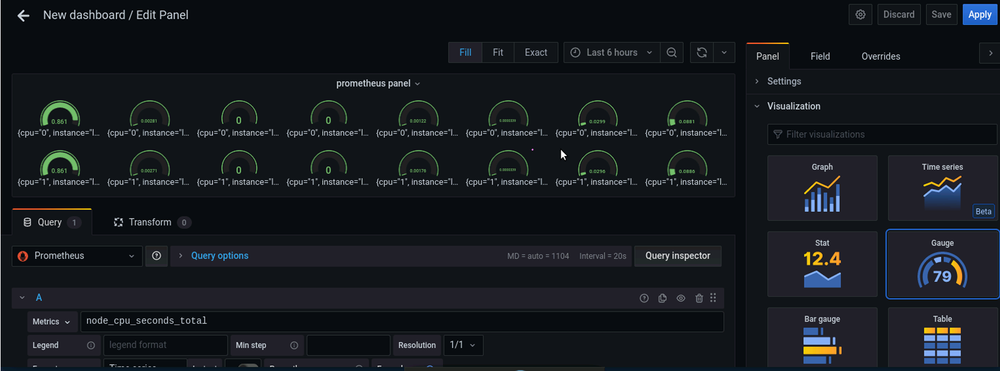 New dashboard / Edit Panel
Discard
Save
Apply
Fill
Fit
Exact
Last 6 hours
Panel
Field
Overrides
prometheus panel
Settings
Visualization
Filter visualizations
0.861
0.00281
0
0
0.00122
0.0000339
0.0299
0.0881
{cpu="0", instance="l...
{cpu="0", instance="l...
{cpu="0", instance="l...
{cpu="0", instance="l...
{cpu="0", instance="l...
{cpu="0", instance="l...
{cpu="0", instance="l...
{cpu="0", instance="l...
0.861
0.00271
0
0
0.00176
0.0000339
0.0296
0.0886
{cpu="1", instance="l...
{cpu="1", instance="l...
{cpu="1", instance="l...
{cpu="1", instance="l...
{cpu="1", instance="l...
{cpu="1", instance="l...
{cpu="1", instance="l...
{cpu="1", instance="l...
Graph
Time series
Beta
Query 1
Transform 0
Prometheus
Query options
MD = auto = 1104
Interval = 20s
Query inspector
Stat
12.4
Gauge
79
A
Metrics
node_cpu_seconds_total
Legend
legend format
Min step
Resolution
1/1
Bar gauge
Table